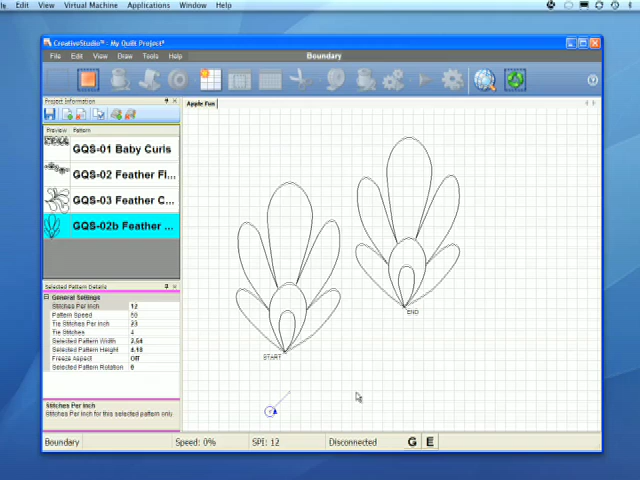 Edit View Virtual Machine Applications Window Help
CreativeStudio™ - My Quilt Project*
File Edit View Draw Tools Help Boundary
Project Information
Apple Fun
Preview Pattern
GQS-01 Baby Curls
GQS-02 Feather Fl...
GQS-03 Feather C...
GQS-02b Feather ...
END
START
Selected Pattern Details
General Settings
Stitches Per Inch 12
Pattern Speed 50
Tie Stitches Per Inch 23
Tie Stitches 4
Selected Pattern Width 2.54
Selected Pattern Height 4.15
Freeze Aspect Off
Selected Pattern Rotation 0
Stitches Per Inch
Stitches Per Inch for this selected pattern only
Boundary Speed: 0% SPI: 12 Disconnected G E